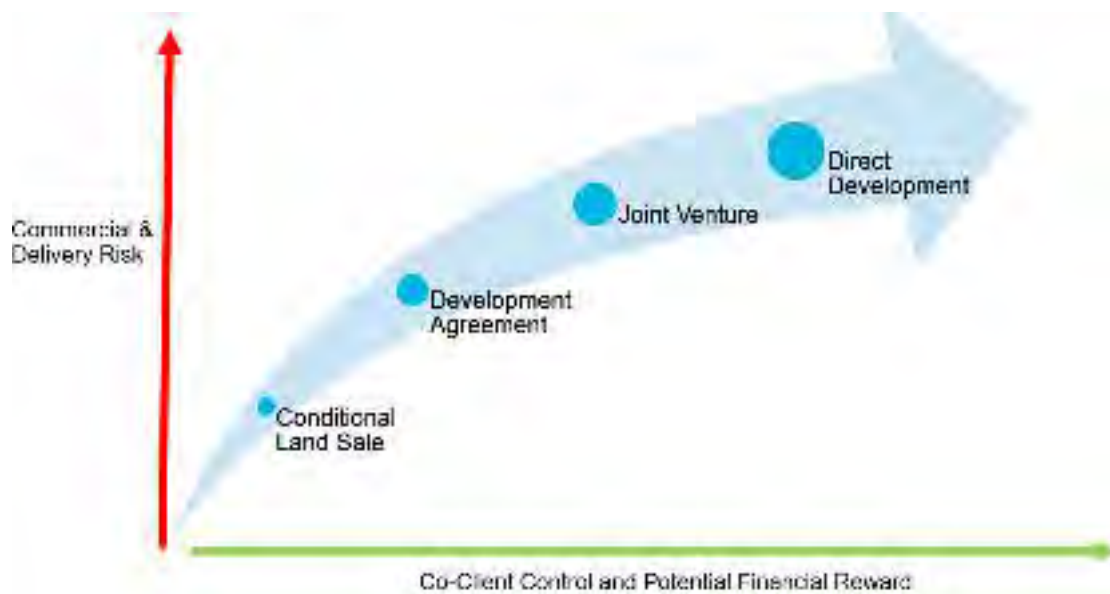 Commercial &
Delivery Risk
Direct
Development
Joint Venture
Development
Agreement
Conditional
Land Sale
Co-Client Control and Potential Financial Reward